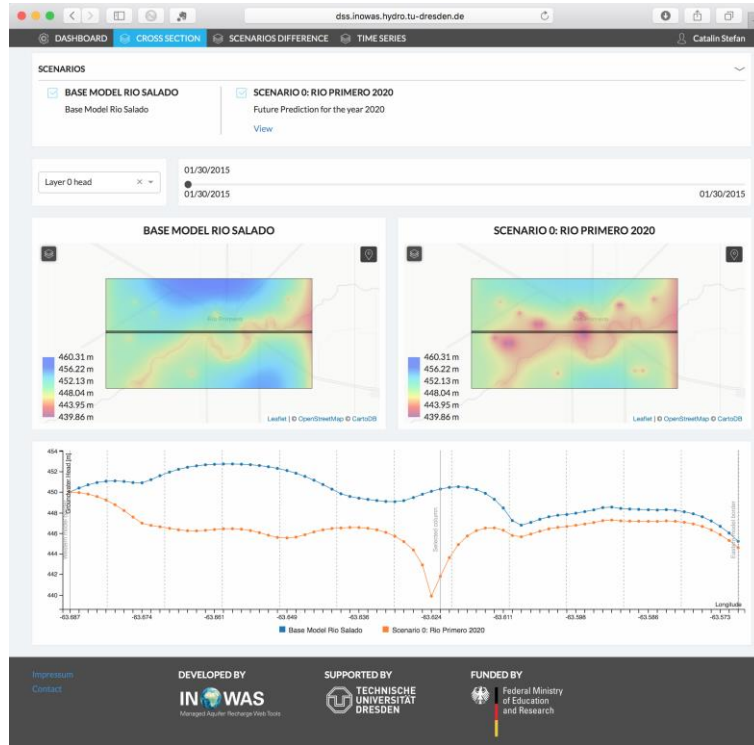 dss.inowas.hydro.tu-dresden.de
DASHBOARD CROSS SECTION SCENARIOS DIFFERENCE TIME SERIES Catalin Stefan
SCENARIOS
BASE MODEL RIO SALADO
Base Model Rio Salado
SCENARIO 0: RIO PRIMERO 2020
Future Prediction for the year 2020
View
Layer 0 head
01/30/2015
01/30/2015 01/30/2015
BASE MODEL RIO SALADO
460.31 m
456.22 m
452.13 m
448.04 m
443.95 m
439.86 m
Leaflet | © OpenStreetMap © CartoDB
SCENARIO 0: RIO PRIMERO 2020
460.31 m
456.22 m
452.13 m
448.04 m
443.95 m
439.86 m
Leaflet | © OpenStreetMap © CartoDB
454
452
450
448
446
444
442
440
Groundwater Head [m]
Selected column
Eastern model border
Longitude
-63.687 -63.674 -63.661 -63.649 -63.636 -63.624 -63.611 -63.598 -63.586 -63.573
Base Model Rio Salado Scenario 0: Rio Primero 2020
Impressum
Contact
DEVELOPED BY
INOWAS
Managed Aquifer Recharge Web Tools
SUPPORTED BY
TECHNISCHE
UNIVERSITÄT
DRESDEN
FUNDED BY
Federal Ministry
of Education
and Research